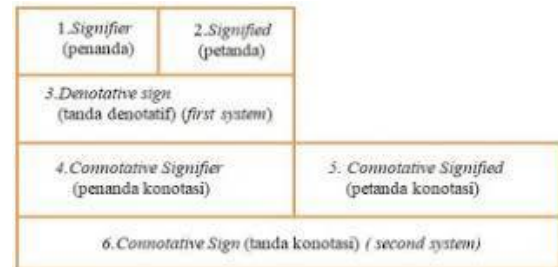 1.Signifier
(penanda)
2.Signified
(petanda)
3.Denotative sign
(tanda denotatif) (first system)
4.Connotative Signifier
(penanda konotasi)
5. Connotative Signified
(petanda konotasi)
6.Connotative Sign (tanda konotasi) ( second system)